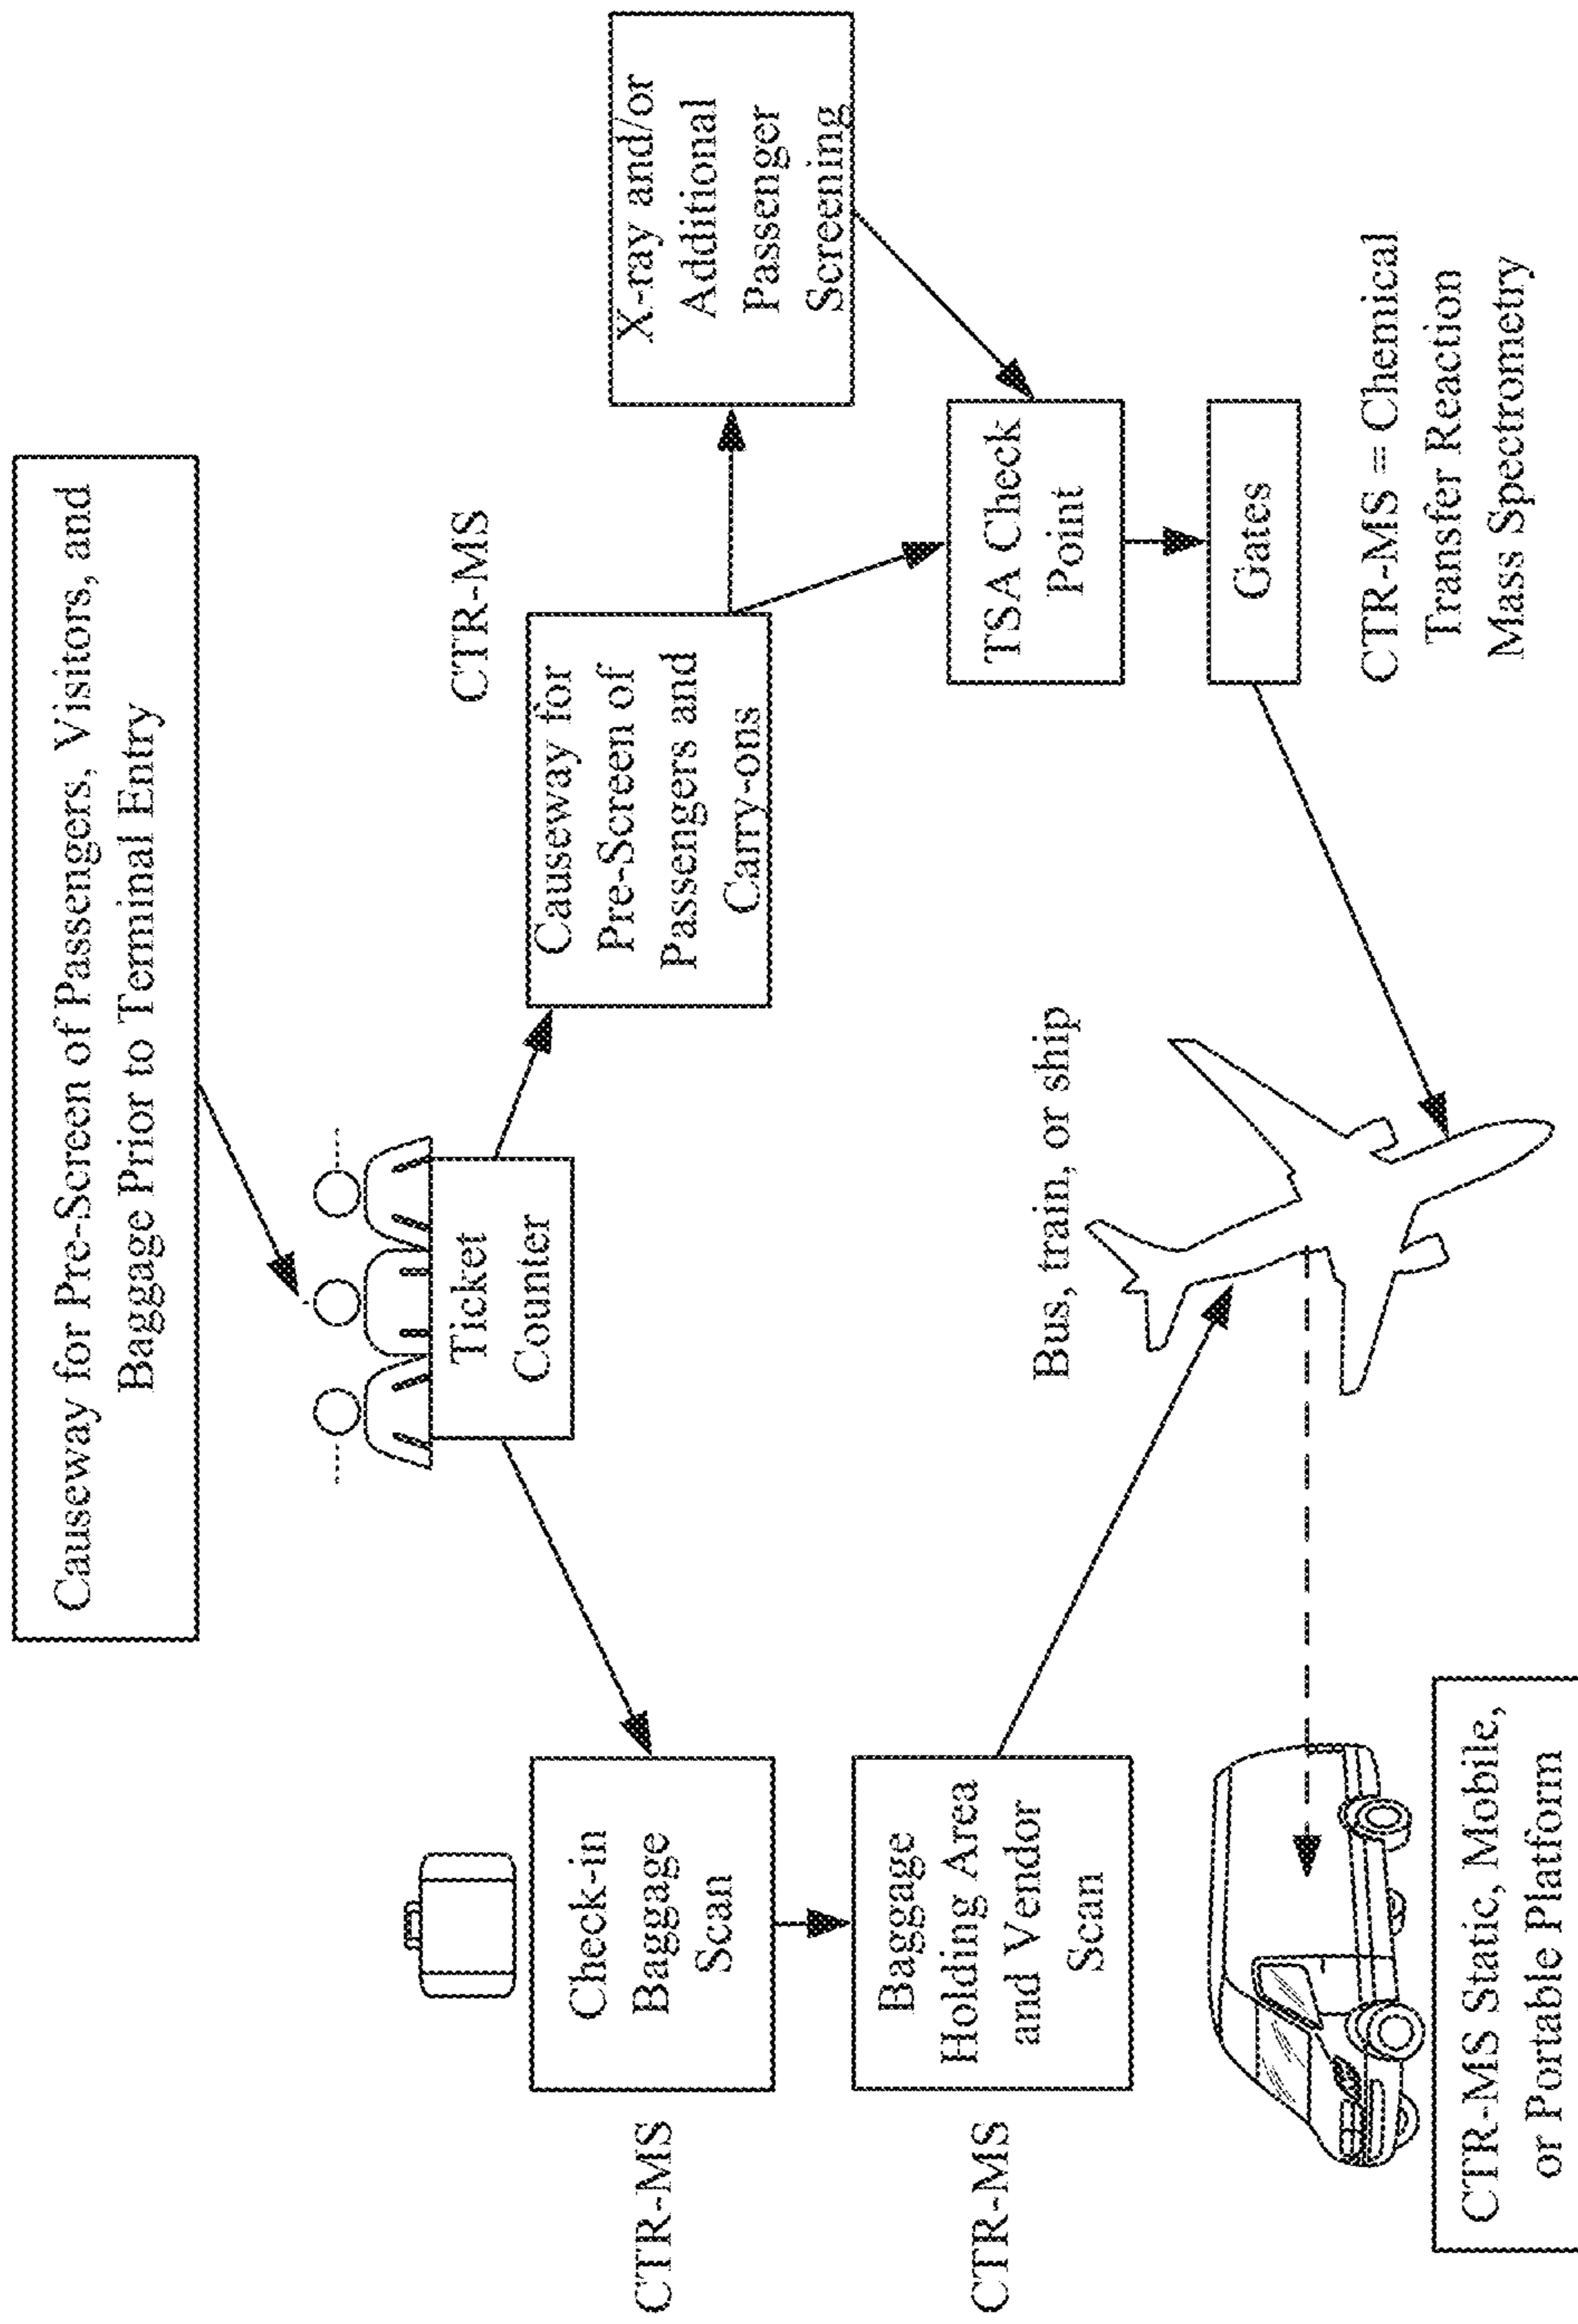 Causeway for Pre-Screen of Passengers, Visitors, and
Baggage Prior to Terminal Entry
Ticket
Counter
CTR-MS
Causeway for
Pre-Screen of
Passengers and
Carry-ons
X-ray and/or
Additional
Passenger
Screening
CTR-MS
Check-in
Baggage
Scan
CTR-MS
Baggage
Holding Area
and Vendor
Scan
TSA Check
Point
Gates
Bus, train, or ship
CTR-MS Static, Mobile,
or Portable Platform
CTR-MS = Chemical
Transfer Reaction
Mass Spectrometry